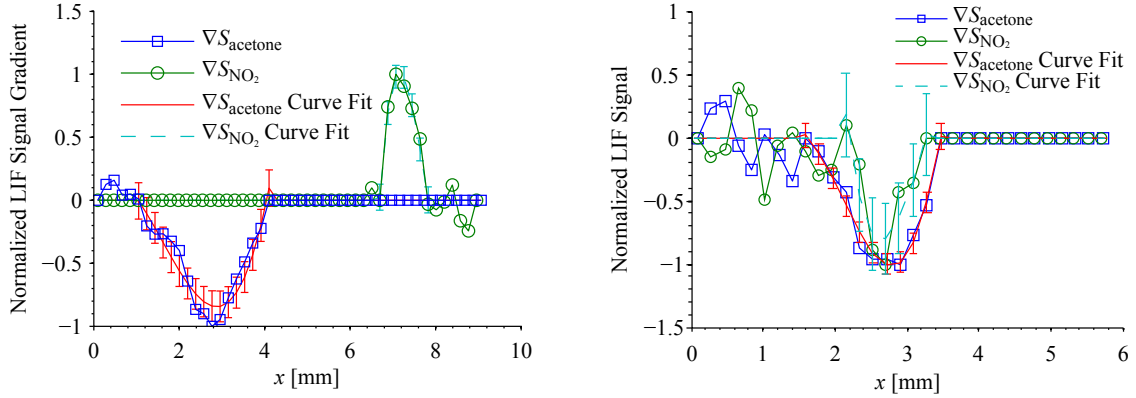 Normalized LIF Signal Gradient
1.5
1
0.5
0
−0.5
−1
0 2 4 6 8 10
x [mm]
∇S_acetone
∇S_NO₂
∇S_acetone Curve Fit
∇S_NO₂ Curve Fit
Normalized LIF Signal
1
0.5
0
−0.5
−1
−1.5
0 1 2 3 4 5 6
x [mm]
∇S_acetone
∇S_NO₂
∇S_acetone Curve Fit
∇S_NO₂ Curve Fit